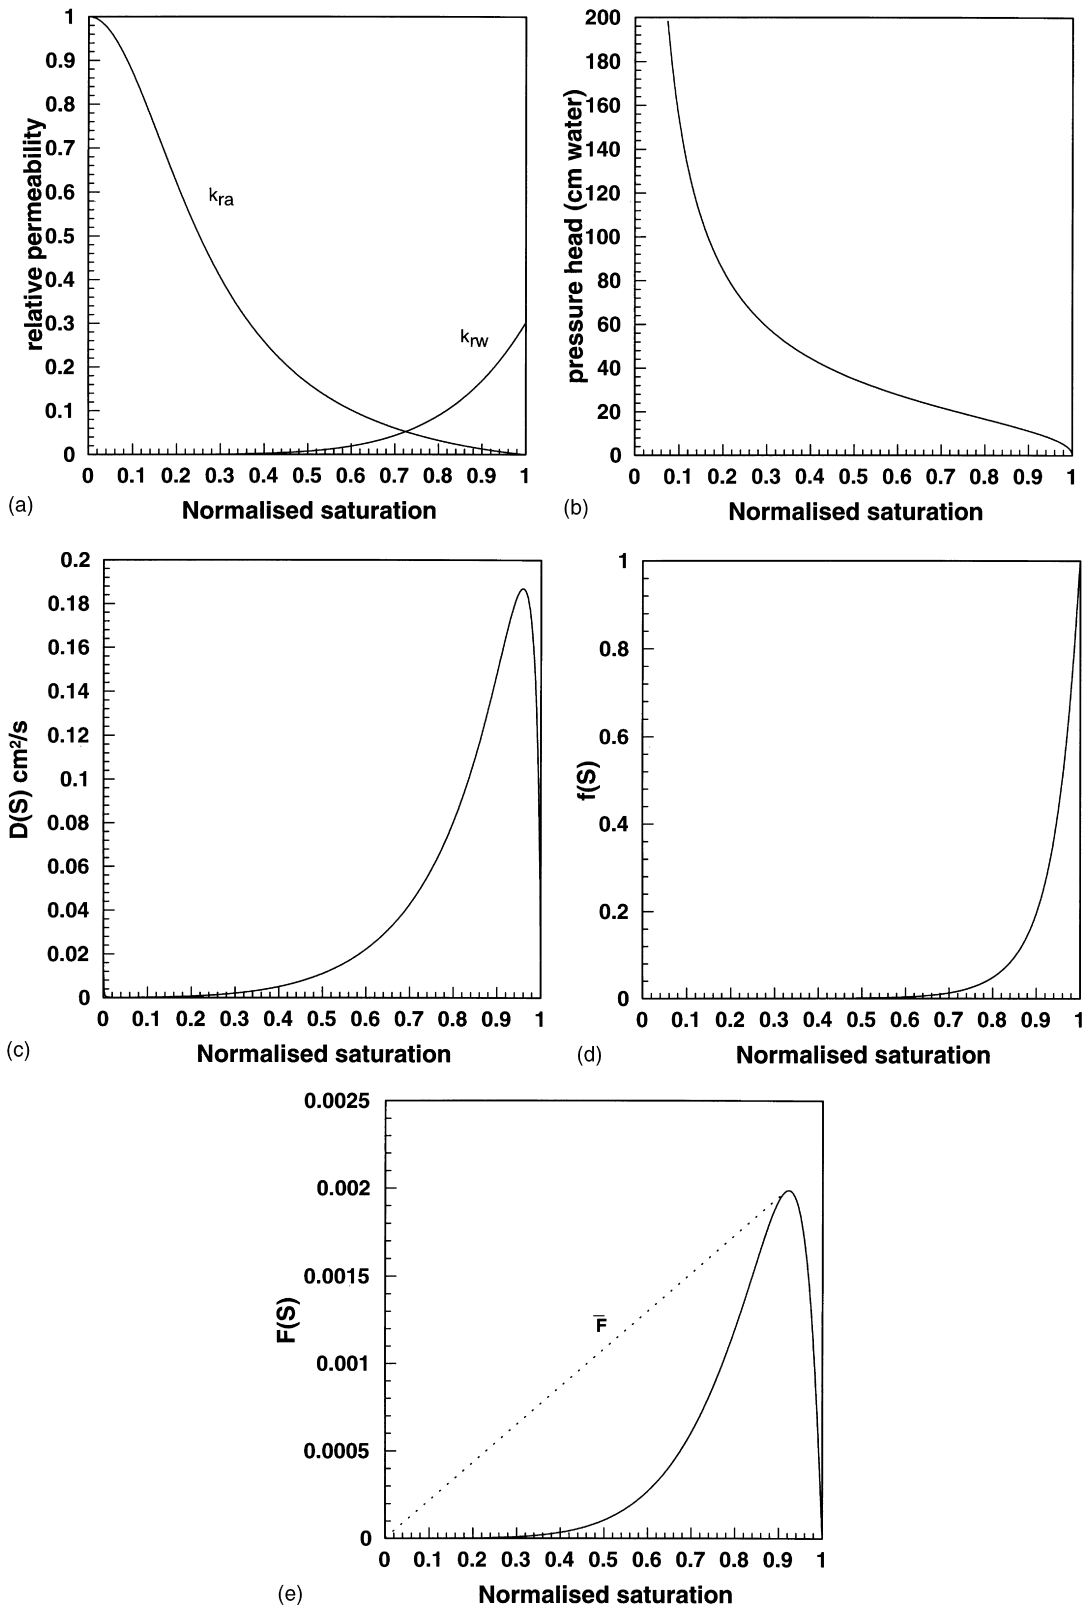 1
0.9
0.8
0.7
0.6
0.5
0.4
0.3
0.2
0.1
0
relative permeability
kra
krw
0 0.1 0.2 0.3 0.4 0.5 0.6 0.7 0.8 0.9 1
Normalised saturation
(a)
200
180
160
140
120
100
80
60
40
20
0
pressure head (cm water)
0 0.1 0.2 0.3 0.4 0.5 0.6 0.7 0.8 0.9 1
Normalised saturation
(b)
0.2
0.18
0.16
0.14
0.12
0.1
0.08
0.06
0.04
0.02
0
D(S) cm²/s
0 0.1 0.2 0.3 0.4 0.5 0.6 0.7 0.8 0.9 1
Normalised saturation
(c)
1
0.8
0.6
0.4
0.2
0
f(S)
0 0.1 0.2 0.3 0.4 0.5 0.6 0.7 0.8 0.9 1
Normalised saturation
(d)
0.0025
0.002
0.0015
0.001
0.0005
0
F(S)
F̅
0 0.1 0.2 0.3 0.4 0.5 0.6 0.7 0.8 0.9 1
Normalised saturation
(e)